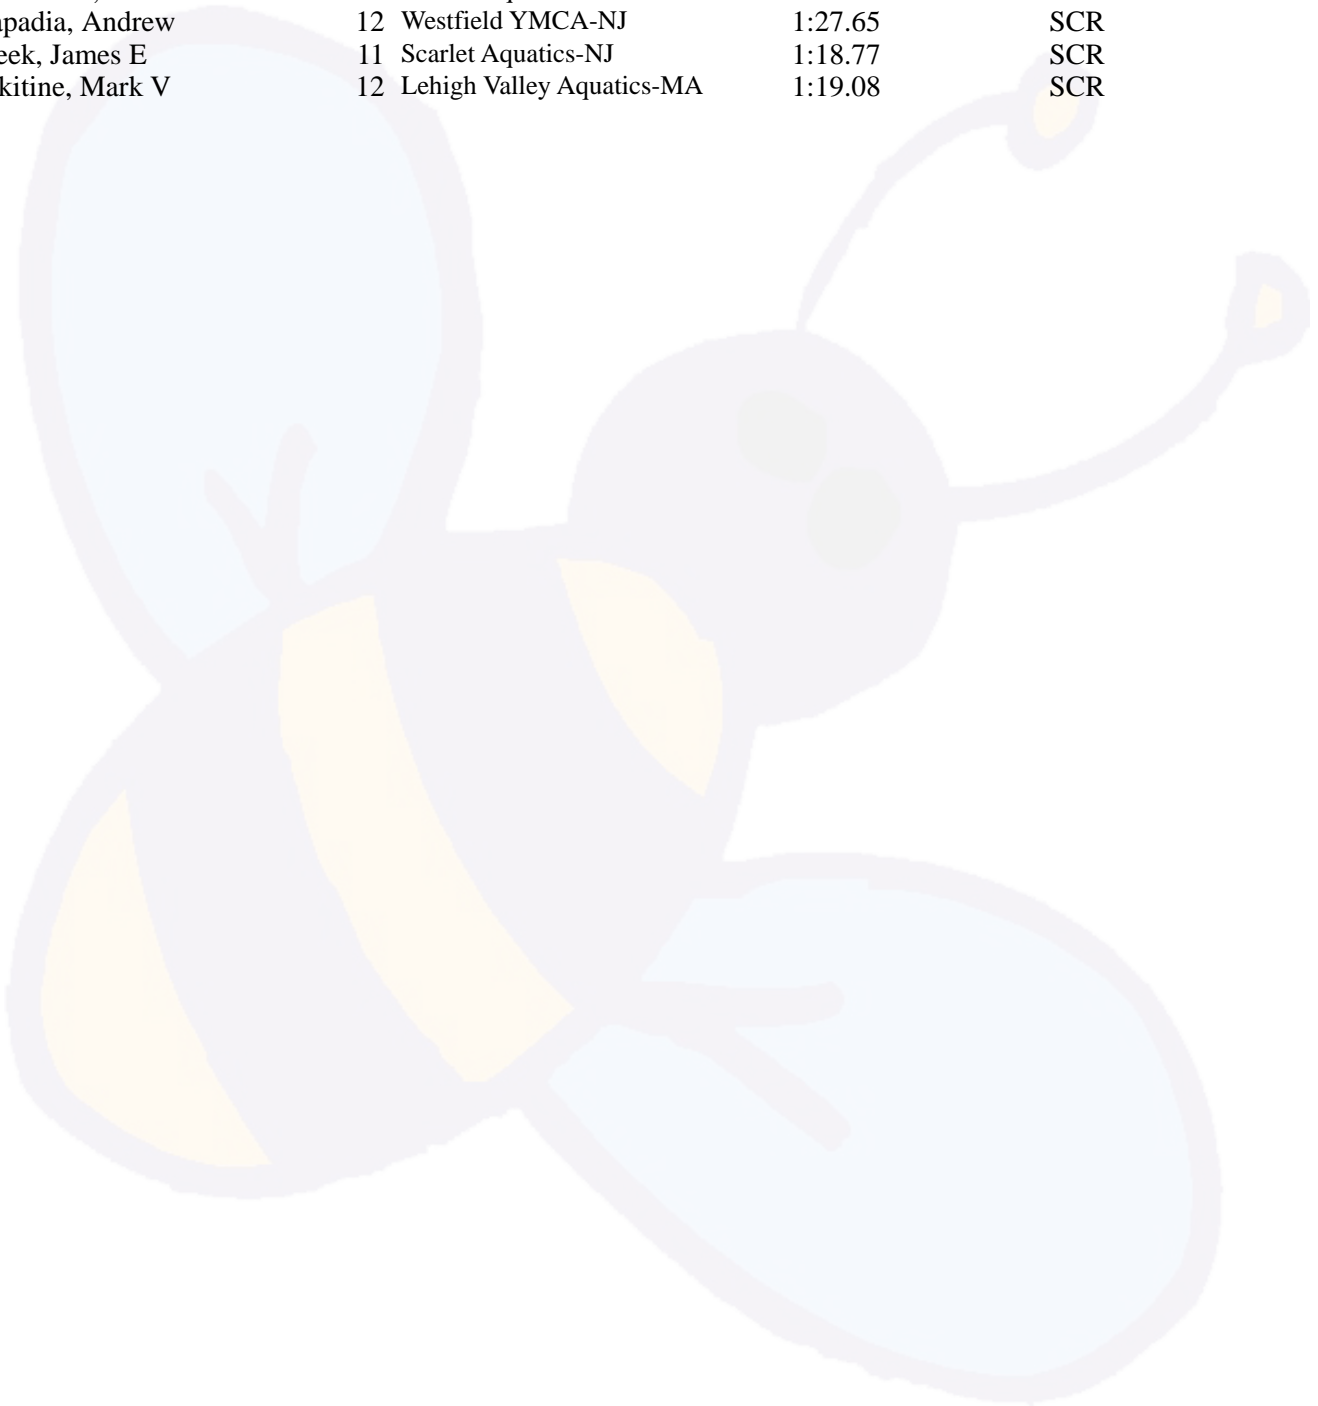 apadia, Andrew 12 Westfield YMCA-NJ 1:27.65 SCR
eek, James E 11 Scarlet Aquatics-NJ 1:18.77 SCR
kitine, Mark V 12 Lehigh Valley Aquatics-MA 1:19.08 SCR